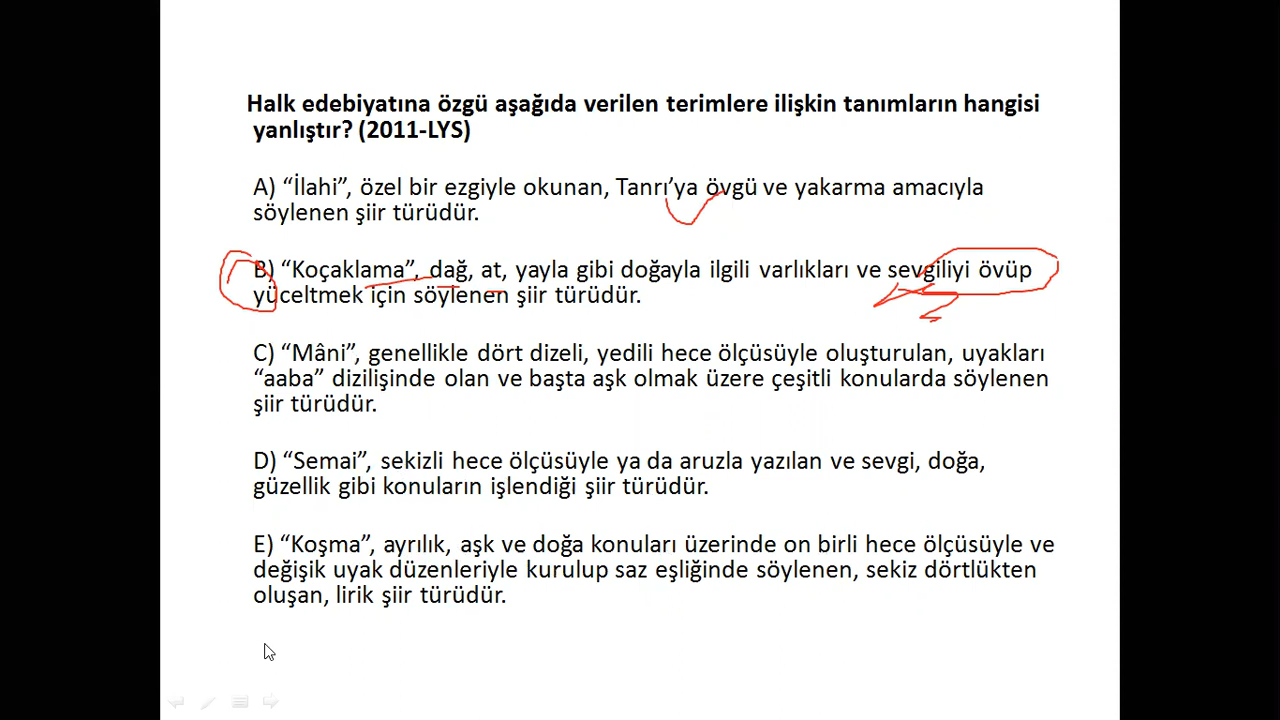 Halk edebiyatına özgü aşağıda verilen terimlere ilişkin tanımların hangisi
yanlıştır? (2011-LYS)
A) “İlahi”, özel bir ezgiyle okunan, Tanrı’ya övgü ve yakarma amacıyla
söylenen şiir türüdür.
B) “Koçaklama”, dağ, at, yayla gibi doğayla ilgili varlıkları ve sevgiliyi övüp
yüceltmek için söylenen şiir türüdür.
C) “Mâni”, genellikle dört dizeli, yedili hece ölçüsüyle oluşturulan, uyakları
“aaba” dizilişinde olan ve başta aşk olmak üzere çeşitli konularda söylenen
şiir türüdür.
D) “Semai”, sekizli hece ölçüsüyle ya da aruzla yazılan ve sevgi, doğa,
güzellik gibi konuların işlendiği şiir türüdür.
E) “Koşma”, ayrılık, aşk ve doğa konuları üzerinde on birli hece ölçüsüyle ve
değişik uyak düzenleriyle kurulup saz eşliğinde söylenen, sekiz dörtlükten
oluşan, lirik şiir türüdür.